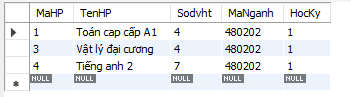 MaHP TenHP Sodvht MaNganh HocKy
1 Toán cap cấp A1 4 480202 1
3 Vật lý đại cương 4 480202 1
4 Tiếng anh 2 7 480202 1
NULL NULL NULL NULL NULL